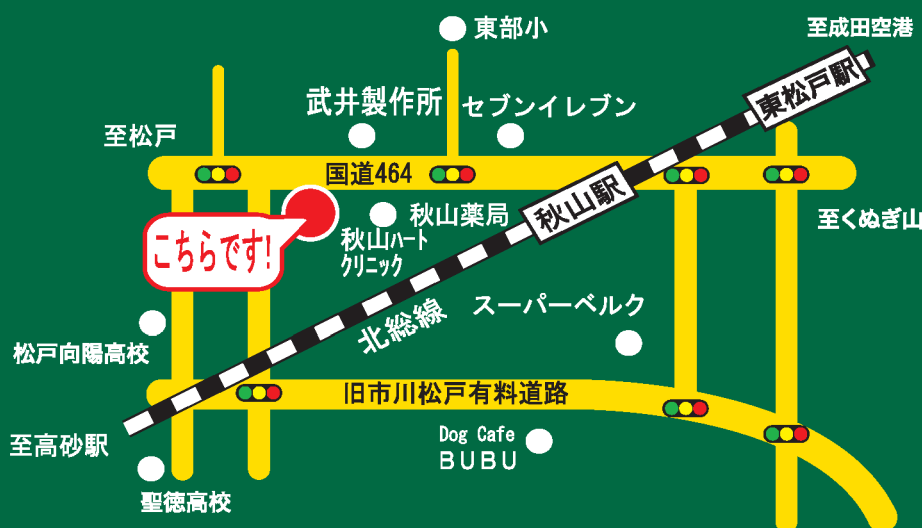 東部小
至成田空港
東松戸駅
武井製作所
セブンイレブン
至松戸
国道464
秋山駅
秋山薬局
至くぬぎ山
こちらです!
秋山ハート
クリニック
スーパーベルク
北総線
松戸向陽高校
旧市川松戸有料道路
Dog Cafe
BUBU
至高砂駅
聖徳高校